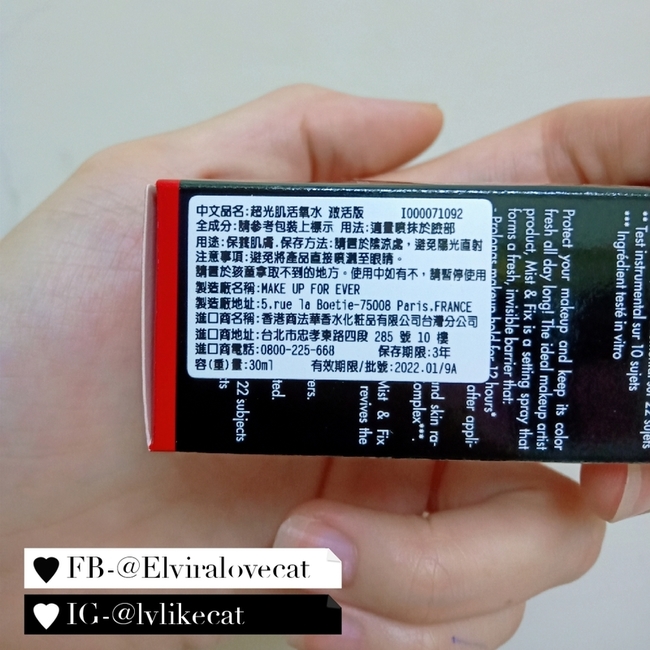 中文品名:超光肌活氧水 激活版 I000071092
全成分:請參考包裝上標示 用法:適量噴抹於臉部
用途:保養肌膚.保存方法:請置於陰涼處，避免陽光直射
注意事項:避免將產品直接噴灑至眼睛。
請置於孩童拿取不到的地方。使用中如有不，請暫停使用
製造廠名稱:MAKE UP FOR EVER
製造廠地址:5.rue la Boetie-75008 Paris.FRANCE
進口商名稱:香港商法華香水化粧品有限公司台灣分公司
進口商地址:台北市忠孝東路四段 285 號 10 樓
進口商電話:0800-225-668 保存期限:3年
容(重)量:30ml 有效期限/批號:2022.01/9A
Protect your makeup and keep its color
fresh all day long! The ideal makeup artist
product, Mist & Fix is a setting spray that
forms a fresh, invisible barrier that:
hold for 12 hours*
after appli-
and skin ra-
omplex***.
Mist & Fix
revives the
ers.
ted.
22 subjects
** Test instrumental sur 10 sujets
*** Ingrédient testé in vitro
sur 22 sujets
FB-@Elviralovecat
IG-@lvlikecat